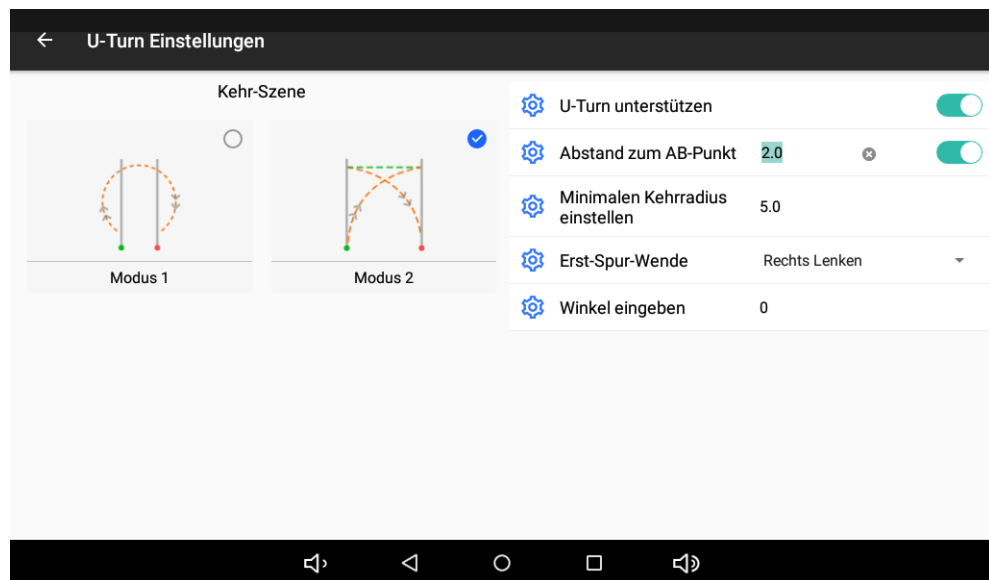 U-Turn Einstellungen
Kehr-Szene
Modus 1
Modus 2
U-Turn unterstützen
Abstand zum AB-Punkt 2.0
Minimalen Kehrradius
einstellen 5.0
Erst-Spur-Wende Rechts Lenken
Winkel eingeben 0